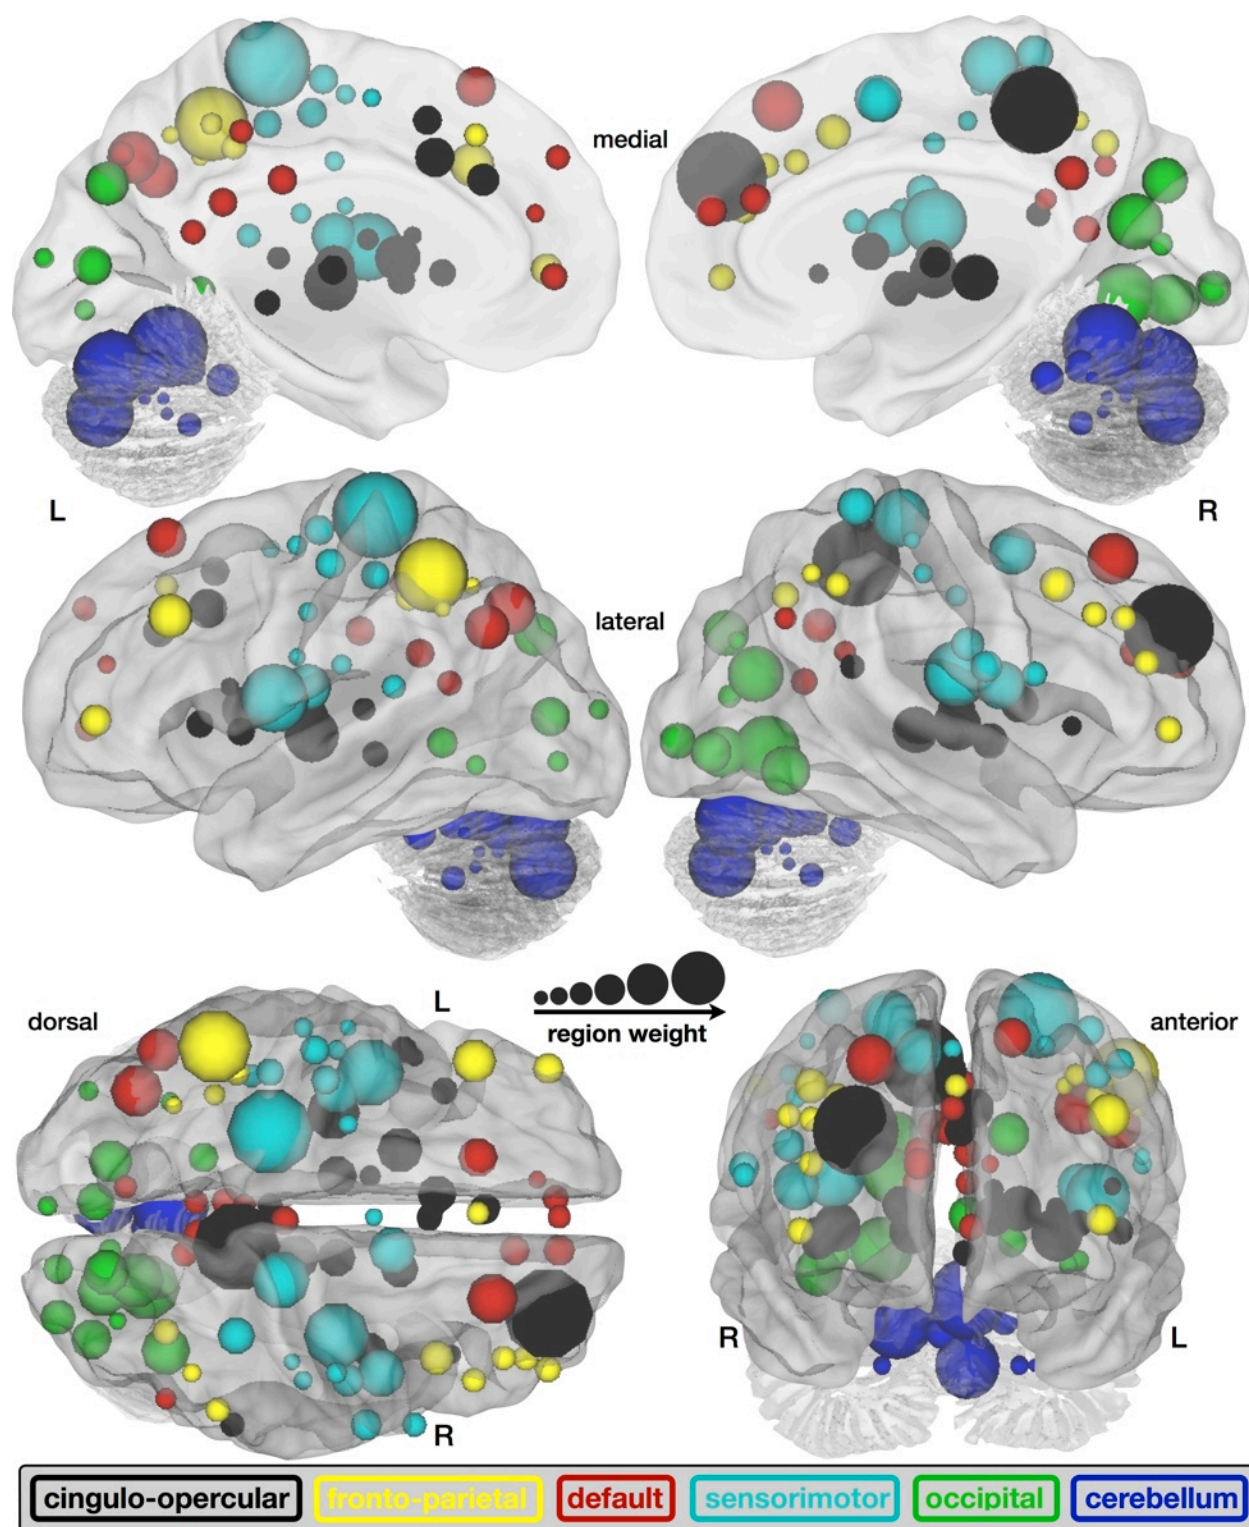 medial
L
R
lateral
L
dorsal
region weight
anterior
R
L
R
cingulo-opercular
fronto-parietal
default
sensorimotor
occipital
cerebellum